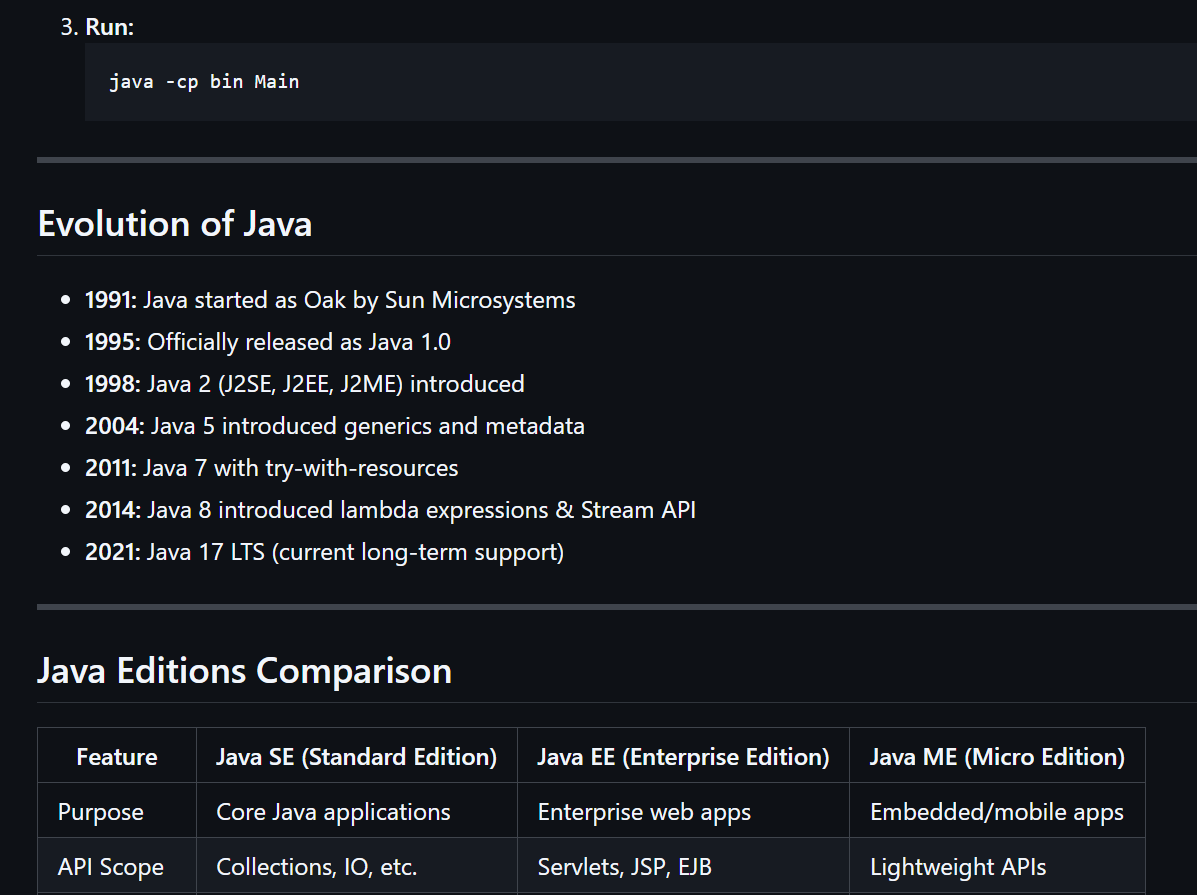 3. Run:
java -cp bin Main
Evolution of Java
• 1991: Java started as Oak by Sun Microsystems
• 1995: Officially released as Java 1.0
• 1998: Java 2 (J2SE, J2EE, J2ME) introduced
• 2004: Java 5 introduced generics and metadata
• 2011: Java 7 with try-with-resources
• 2014: Java 8 introduced lambda expressions & Stream API
• 2021: Java 17 LTS (current long-term support)
Java Editions Comparison
Feature Java SE (Standard Edition) Java EE (Enterprise Edition) Java ME (Micro Edition)
Purpose Core Java applications Enterprise web apps Embedded/mobile apps
API Scope Collections, IO, etc. Servlets, JSP, EJB Lightweight APIs